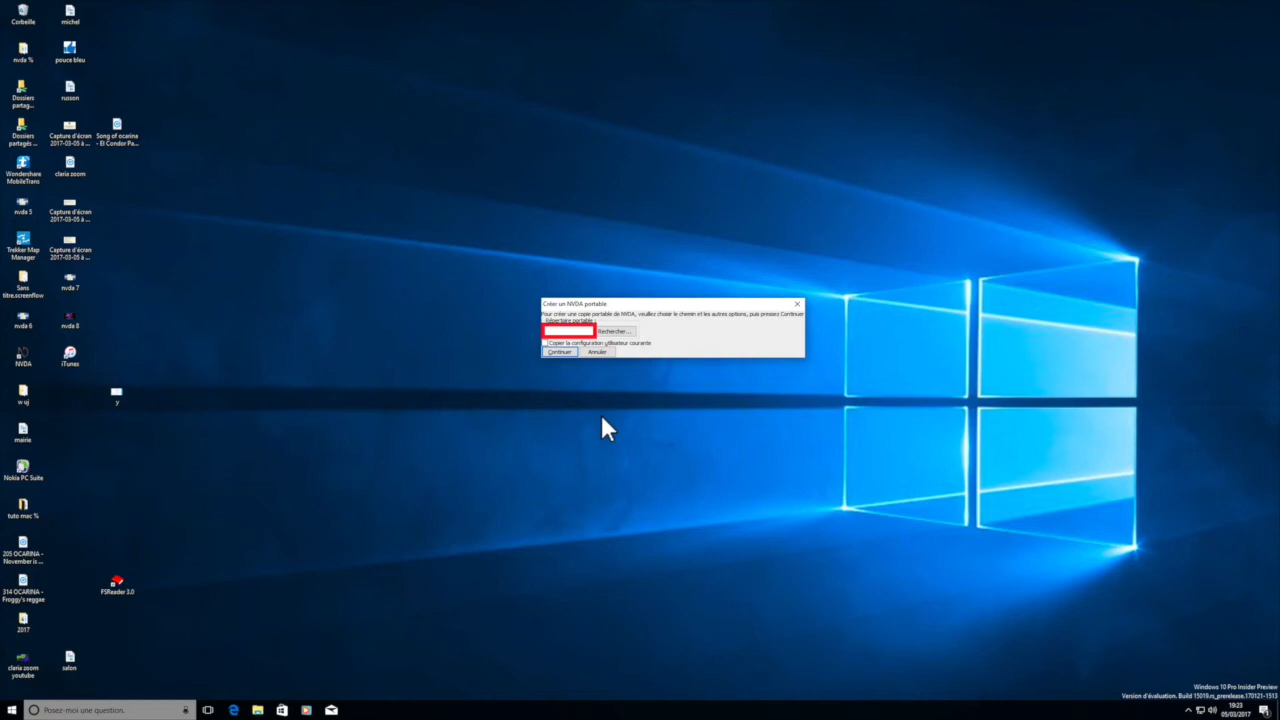 Corbeille
michel
nvda %
pouce bleu
Dossiers
partag...
russon
Dossiers
partagés ...
Capture d'écran
2017-03-05 à ...
Song of ocarina
- El Condor Pa...
Wondershare
MobileTrans
claria zoom
nvda 5
Capture d'écran
2017-03-05 à ...
Trekker Map
Manager
Capture d'écran
2017-03-05 à ...
Sans
titre.screenflow
nvda 7
nvda 6
nvda 8
NVDA
iTunes
w uj
y
mairie
Nokia PC Suite
tuto mac %
205 OCARINA -
November is ...
314 OCARINA -
Froggy's reggae
FSReader 3.0
2017
claria zoom
youtube
salon
Créer un NVDA portable
Pour créer une copie portable de NVDA, veuillez choisir le chemin et les autres options, puis pressez Continuer
Répertoire portable :
Rechercher...
Copier la configuration utilisateur courante
Continuer
Annuler
Windows 10 Pro Insider Preview
Version d'évaluation. Build 15019.rs_prerelease.170121-1513
Posez-moi une question.
19:23
05/03/2017